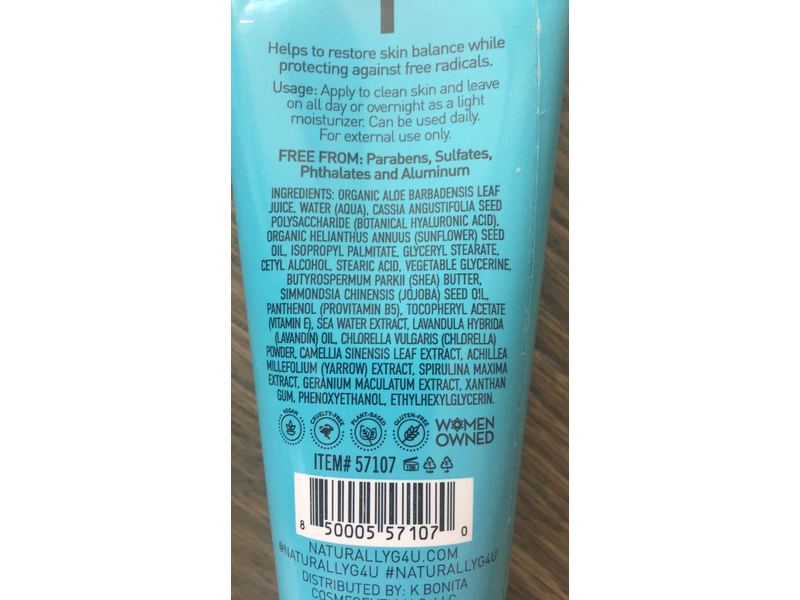 Helps to restore skin balance while
protecting against free radicals.
Usage: Apply to clean skin and leave
on all day or overnight as a light
moisturizer. Can be used daily.
For external use only.
FREE FROM: Parabens, Sulfates,
Phthalates and Aluminum
INGREDIENTS: ORGANIC ALOE BARBADENSIS LEAF
JUICE, WATER (AQUA), CASSIA ANGUSTIFOLIA SEED
POLYSACCHARIDE (BOTANICAL HYALURONIC ACID),
ORGANIC HELIANTHUS ANNUUS (SUNFLOWER) SEED
OIL, ISOPROPYL PALMITATE, GLYCERYL STEARATE,
CETYL ALCOHOL, STEARIC ACID, VEGETABLE GLYCERINE,
BUTYROSPERMUM PARKII (SHEA) BUTTER,
SIMMONDSIA CHINENSIS (JOJOBA) SEED OIL,
PANTHENOL (PROVITAMIN B5), TOCOPHERYL ACETATE
(VITAMIN E), SEA WATER EXTRACT, LAVANDULA HYBRIDA
(LAVANDIN) OIL, CHLORELLA VULGARIS (CHLORELLA)
POWDER, CAMELLIA SINENSIS LEAF EXTRACT, ACHILLEA
MILLEFOLIUM (YARROW) EXTRACT, SPIRULINA MAXIMA
EXTRACT, GERANIUM MACULATUM EXTRACT, XANTHAN
GUM, PHENOXYETHANOL, ETHYLHEXYLGLYCERIN.
VEGAN CRUELTY-FREE PLANT-BASED GLUTEN-FREE WOMEN
OWNED
ITEM# 57107
8 50005 57107 0
NATURALLYG4U.COM
@NATURALLYG4U #NATURALLYG4U
DISTRIBUTED BY: K BONITA